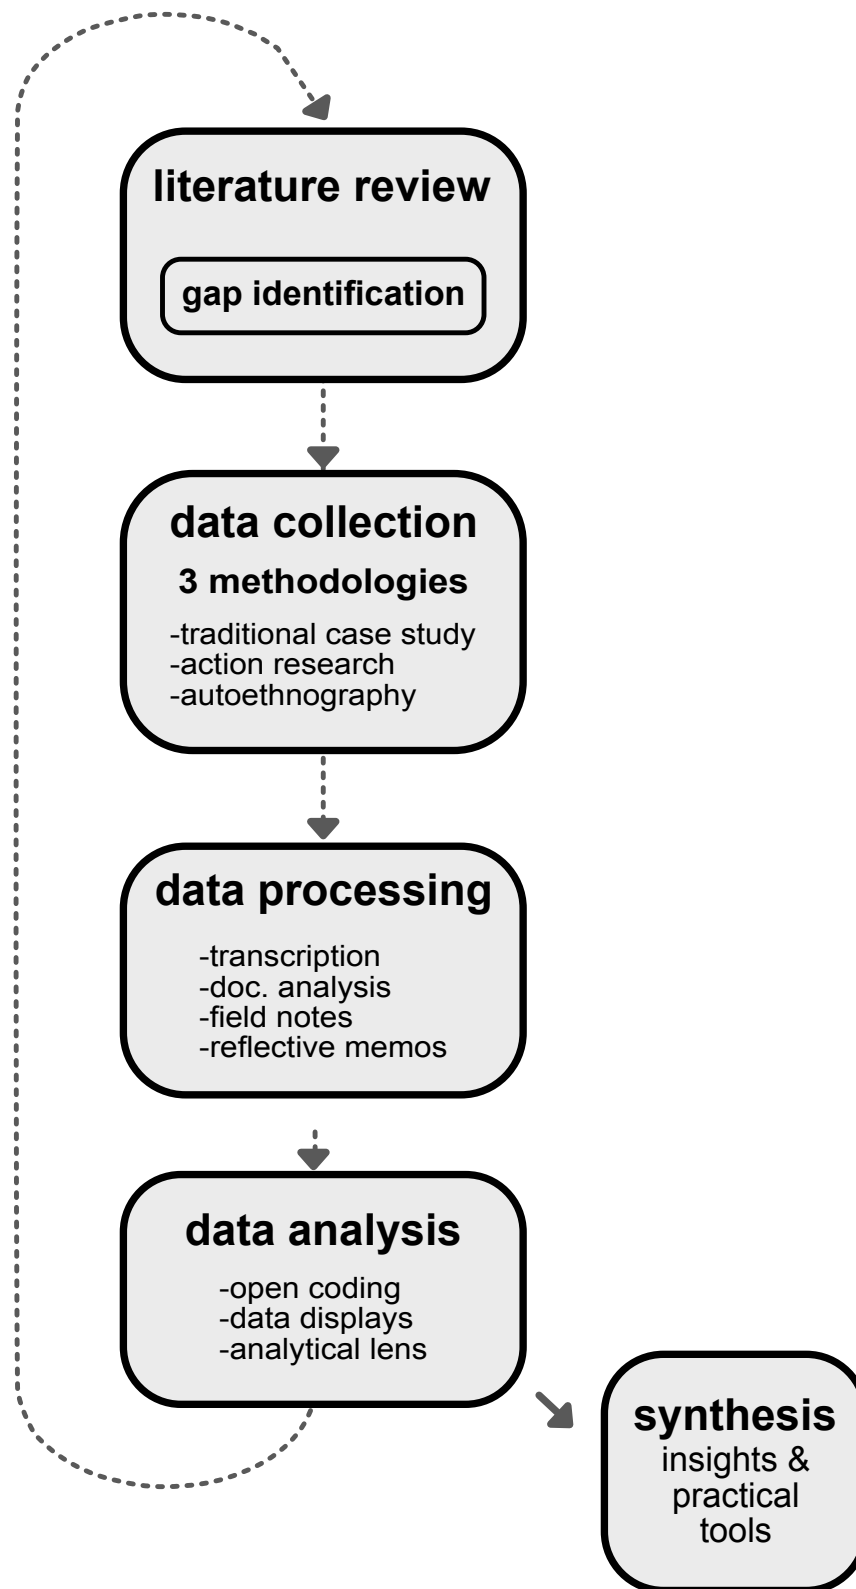 literature review
gap identification
data collection
3 methodologies
-traditional case study
-action research
-autoethnography
data processing
-transcription
-doc. analysis
-field notes
-reflective memos
data analysis
-open coding
-data displays
-analytical lens
synthesis
insights &
practical
tools